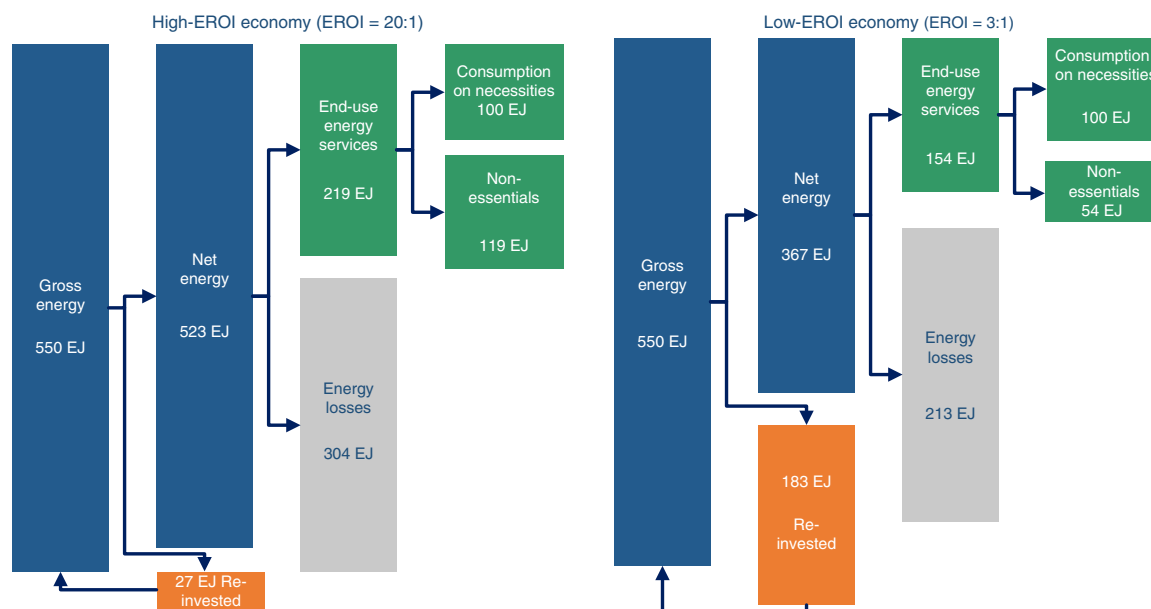 High-EROI economy (EROI = 20:1)
Gross
energy
550 EJ
Net
energy
523 EJ
27 EJ Re-
invested
End-use
energy
services
219 EJ
Energy
losses
304 EJ
Consumption
on necessities
100 EJ
Non-
essentials
119 EJ
Low-EROI economy (EROI = 3:1)
Gross
energy
550 EJ
Net
energy
367 EJ
183 EJ
Re-
invested
End-use
energy
services
154 EJ
Energy
losses
213 EJ
Consumption
on necessities
100 EJ
Non-
essentials
54 EJ